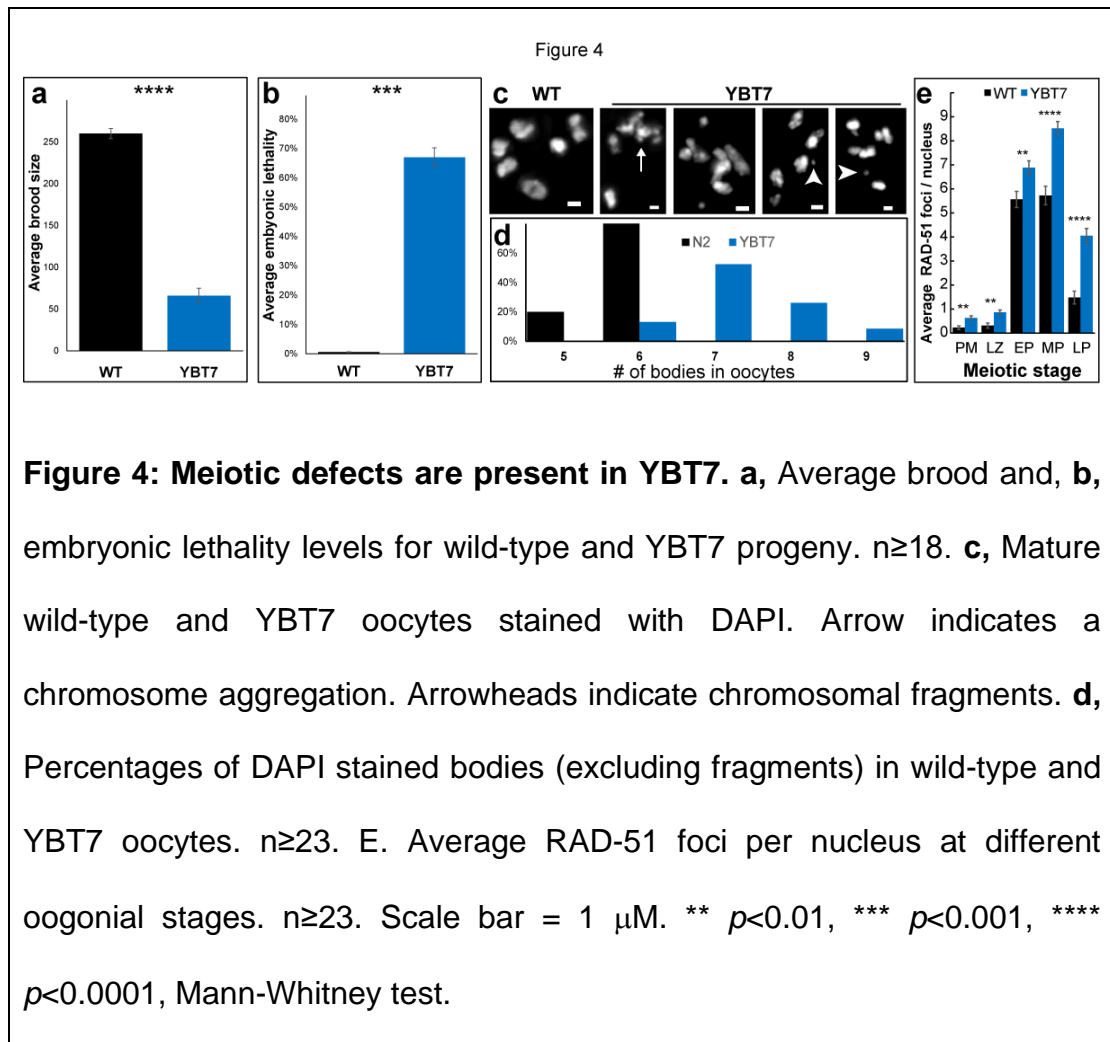 Figure 4
a
****
Average brood size
250
200
150
100
50
0
WT
YBT7
b
***
Average embryonic lethality
80%
70%
60%
50%
40%
30%
20%
10%
0%
WT
YBT7
c
WT
YBT7
d
N2
YBT7
60%
40%
20%
0%
5
6
7
8
9
# of bodies in oocytes
e
WT
YBT7
Average RAD-51 foci / nucleus
9
8
7
6
5
4
3
2
1
0
**
**
**
****
****
PM
LZ
EP
MP
LP
Meiotic stage
Figure 4: Meiotic defects are present in YBT7. a, Average brood and, b,
embryonic lethality levels for wild-type and YBT7 progeny. n≥18. c, Mature
wild-type and YBT7 oocytes stained with DAPI. Arrow indicates a
chromosome aggregation. Arrowheads indicate chromosomal fragments. d,
Percentages of DAPI stained bodies (excluding fragments) in wild-type and
YBT7 oocytes. n≥23. E. Average RAD-51 foci per nucleus at different
oogonial stages. n≥23. Scale bar = 1 μM. ** p<0.01, *** p<0.001, ****
p<0.0001, Mann-Whitney test.